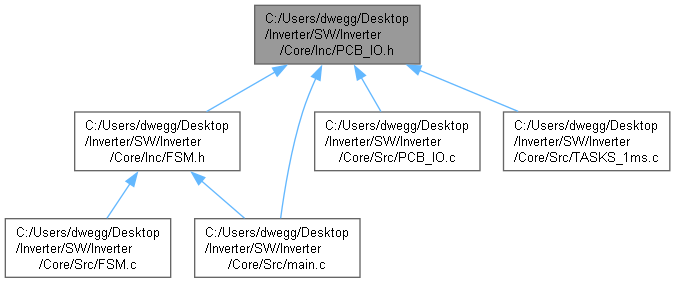 C:/Users/dwegg/Desktop
/Inverter/SW/Inverter
/Core/Inc/PCB_IO.h
C:/Users/dwegg/Desktop
/Inverter/SW/Inverter
/Core/Inc/FSM.h
C:/Users/dwegg/Desktop
/Inverter/SW/Inverter
/Core/Src/PCB_IO.c
C:/Users/dwegg/Desktop
/Inverter/SW/Inverter
/Core/Src/TASKS_1ms.c
C:/Users/dwegg/Desktop
/Inverter/SW/Inverter
/Core/Src/FSM.c
C:/Users/dwegg/Desktop
/Inverter/SW/Inverter
/Core/Src/main.c